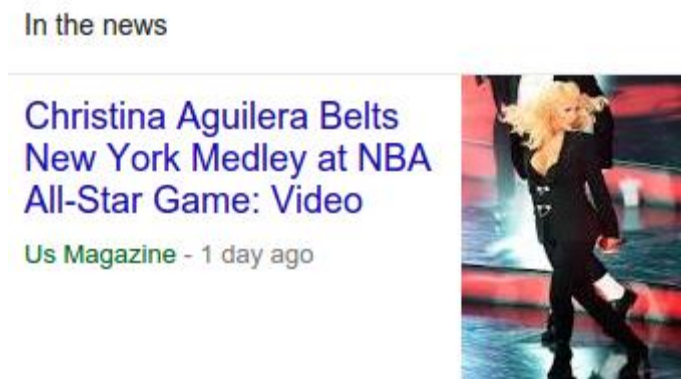 In the news
Christina Aguilera Belts
New York Medley at NBA
All-Star Game: Video
Us Magazine - 1 day ago